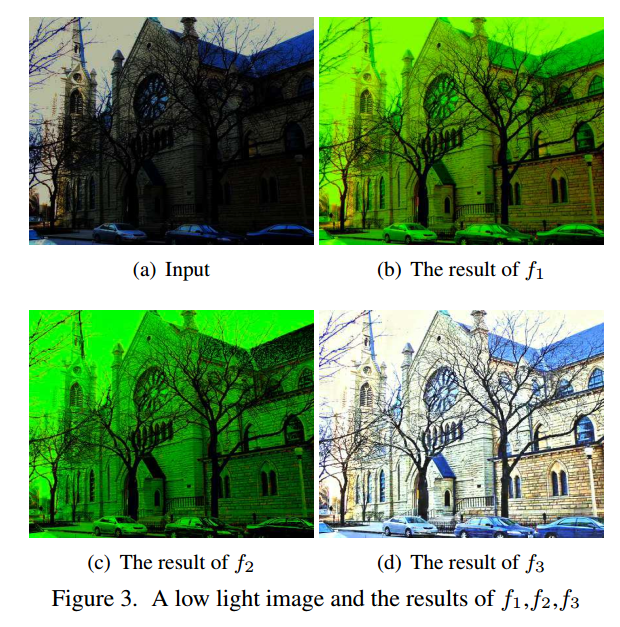 (a) Input
(b) The result of f1
(c) The result of f2
(d) The result of f3
Figure 3. A low light image and the results of f1,f2,f3